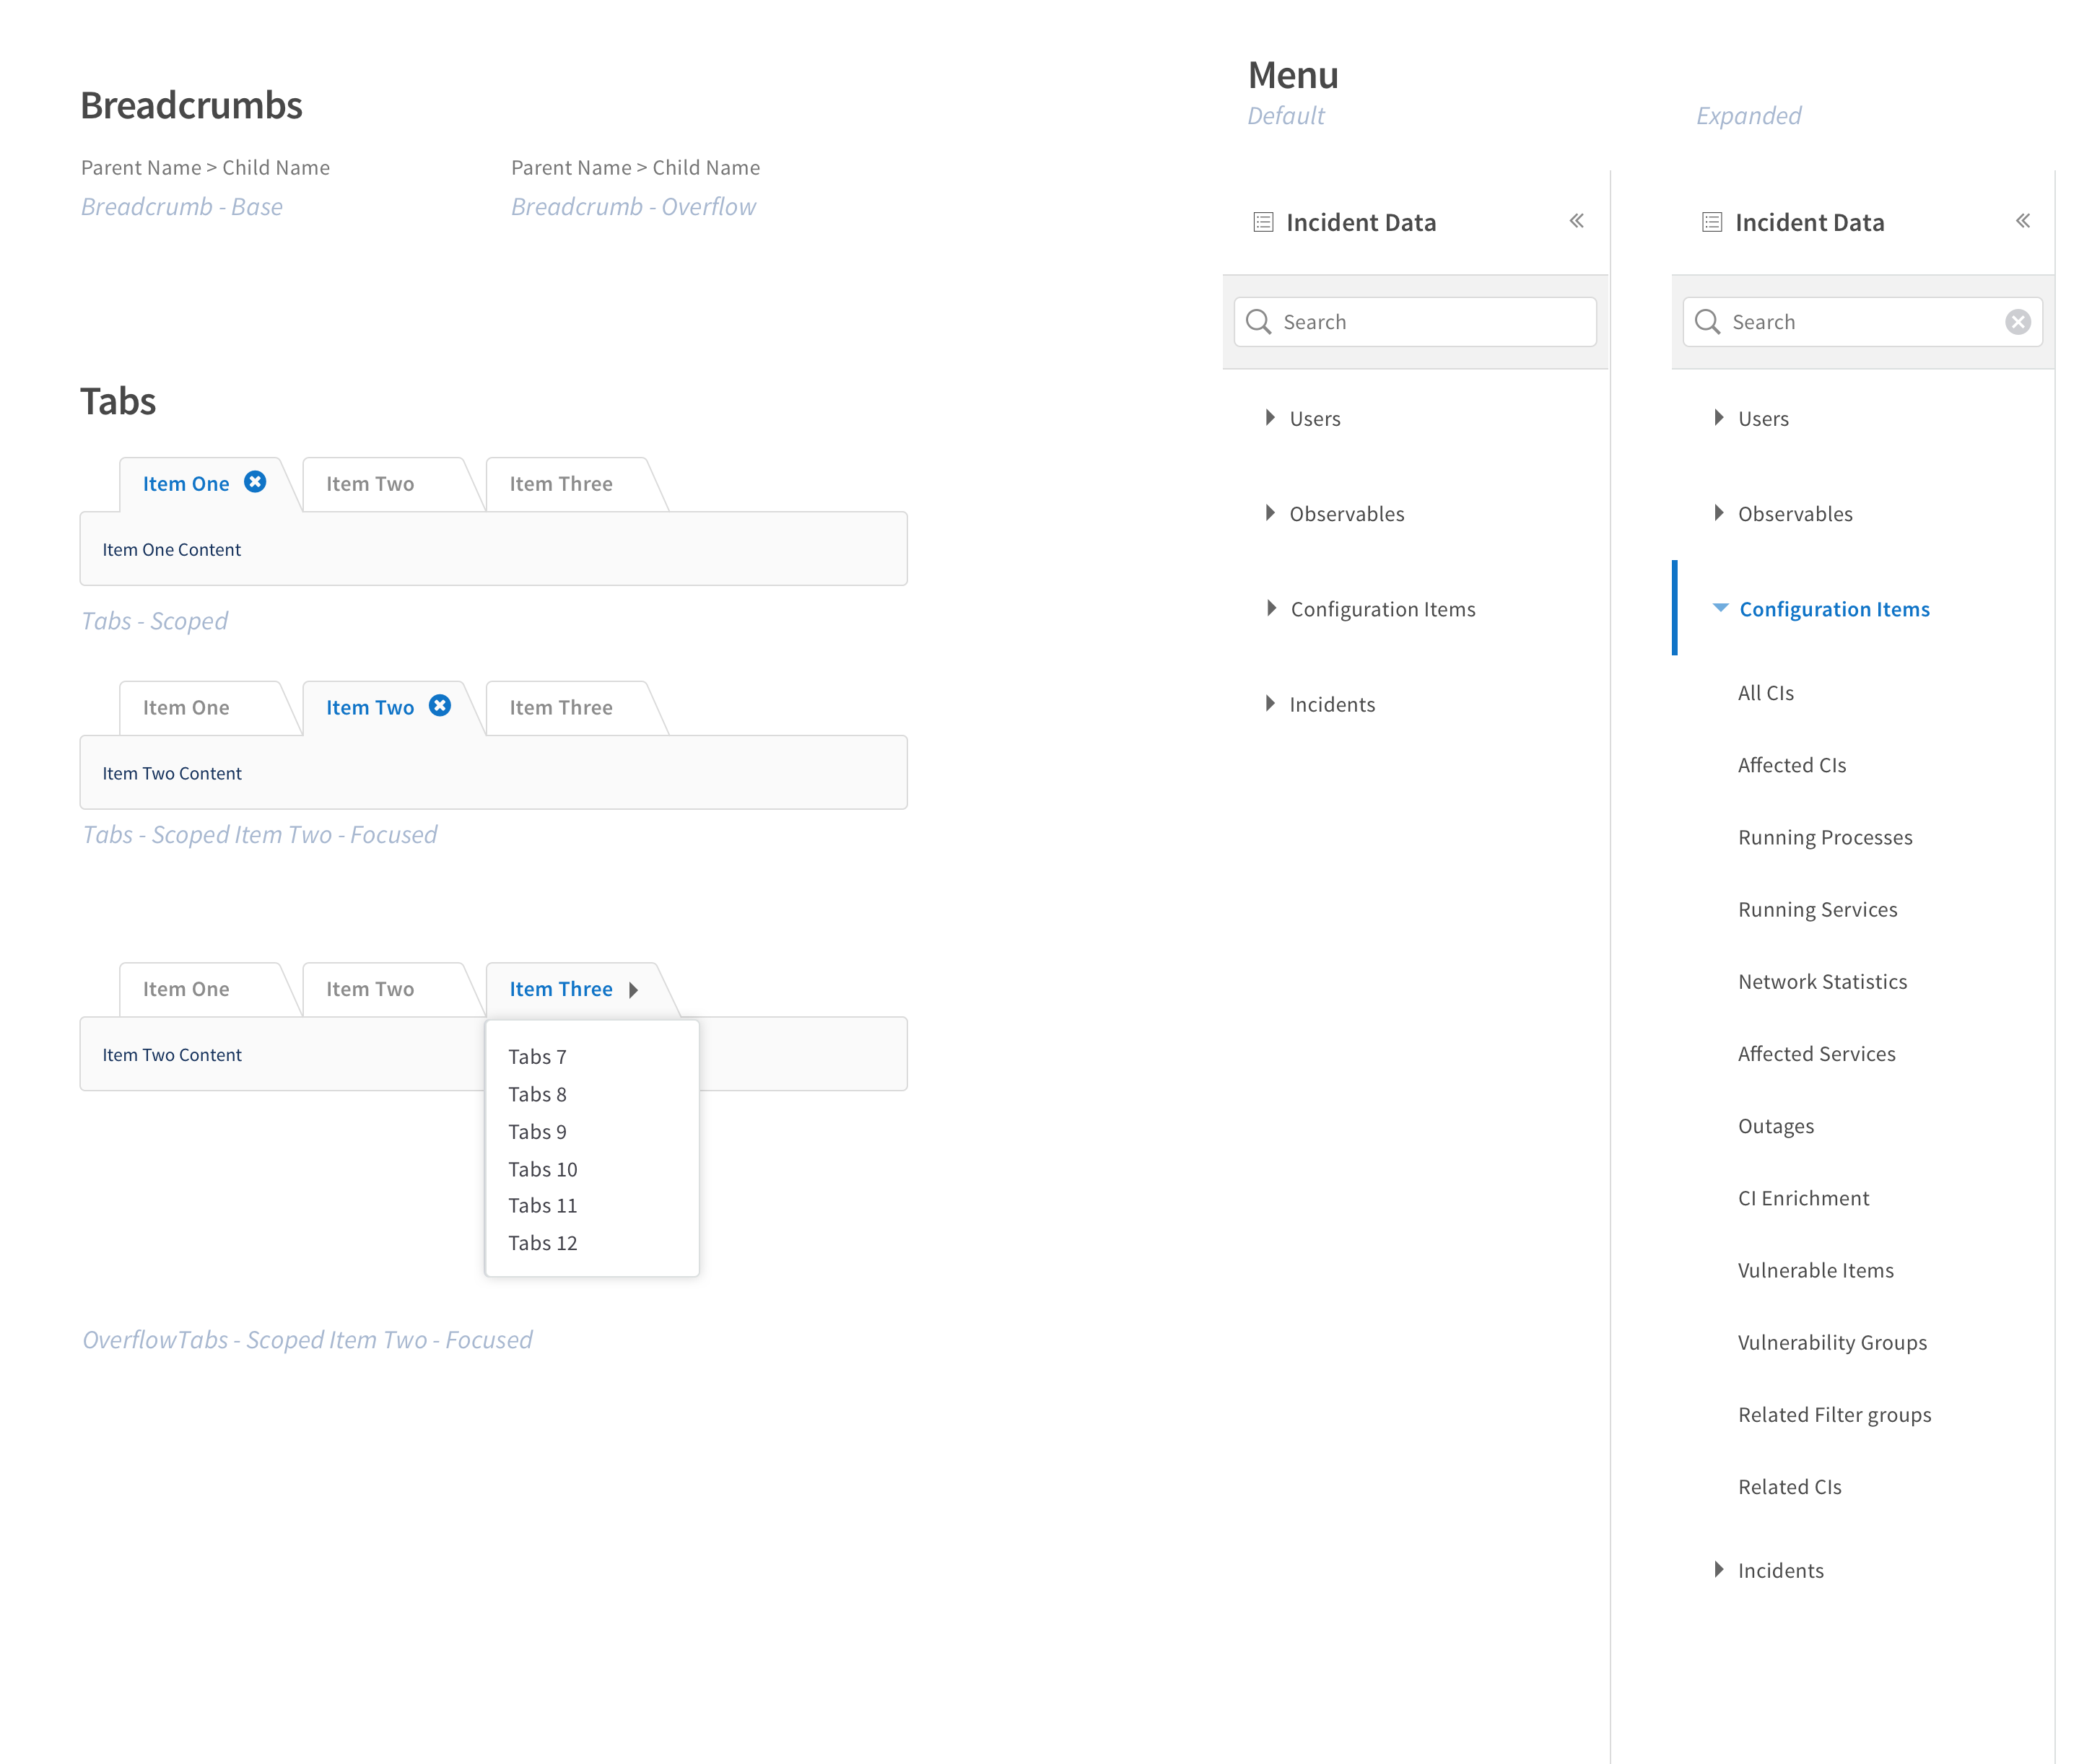 Breadcrumbs
Parent Name > Child Name
Breadcrumb - Base
Parent Name > Child Name
Breadcrumb - Overflow
Tabs
Item One
Item Two
Item Three
Item One Content
Tabs - Scoped
Item One
Item Two
Item Three
Item Two Content
Tabs - Scoped Item Two - Focused
Item One
Item Two
Item Three
Item Two Content
Tabs 7
Tabs 8
Tabs 9
Tabs 10
Tabs 11
Tabs 12
OverflowTabs - Scoped Item Two - Focused
Menu
Default
Incident Data
Search
Users
Observables
Configuration Items
Incidents
Expanded
Incident Data
Search
Users
Observables
Configuration Items
All CIs
Affected CIs
Running Processes
Running Services
Network Statistics
Affected Services
Outages
CI Enrichment
Vulnerable Items
Vulnerability Groups
Related Filter groups
Related CIs
Incidents